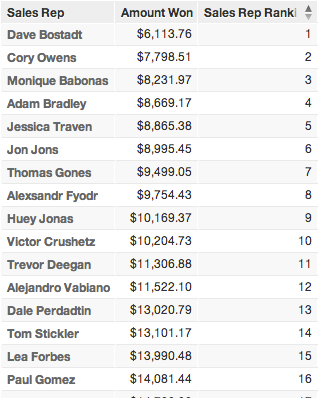 Sales Rep Amount Won Sales Rep Ranki
Dave Bostadt $6,113.76 1
Cory Owens $7,798.51 2
Monique Babonas $8,231.97 3
Adam Bradley $8,669.17 4
Jessica Traven $8,865.38 5
Jon Jons $8,995.45 6
Thomas Gones $9,499.05 7
Alexsandr Fyodr $9,754.43 8
Huey Jonas $10,169.37 9
Victor Crushetz $10,204.73 10
Trevor Deegan $11,306.88 11
Alejandro Vabiano $11,522.10 12
Dale Perdadtin $13,020.79 13
Tom Stickler $13,101.17 14
Lea Forbes $13,990.48 15
Paul Gomez $14,081.44 16